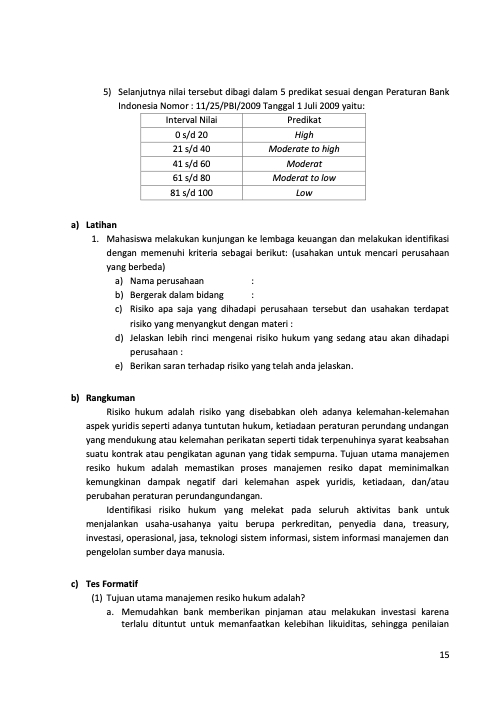 5) Selanjutnya nilai tersebut dibagi dalam 5 predikat sesuai dengan Peraturan Bank
Indonesia Nomor : 11/25/PBI/2009 Tanggal 1 Juli 2009 yaitu:
Interval Nilai Predikat
0 s/d 20 High
21 s/d 40 Moderate to high
41 s/d 60 Moderat
61 s/d 80 Moderat to low
81 s/d 100 Low
a) Latihan
1. Mahasiswa melakukan kunjungan ke lembaga keuangan dan melakukan identifikasi
dengan memenuhi kriteria sebagai berikut: (usahakan untuk mencari perusahaan
yang berbeda)
a) Nama perusahaan :
b) Bergerak dalam bidang :
c) Risiko apa saja yang dihadapi perusahaan tersebut dan usahakan terdapat
risiko yang menyangkut dengan materi :
d) Jelaskan lebih rinci mengenai risiko hukum yang sedang atau akan dihadapi
perusahaan :
e) Berikan saran terhadap risiko yang telah anda jelaskan.
b) Rangkuman
Risiko hukum adalah risiko yang disebabkan oleh adanya kelemahan-kelemahan
aspek yuridis seperti adanya tuntutan hukum, ketiadaan peraturan perundang undangan
yang mendukung atau kelemahan perikatan seperti tidak terpenuhinya syarat keabsahan
suatu kontrak atau pengikatan agunan yang tidak sempurna. Tujuan utama manajemen
resiko hukum adalah memastikan proses manajemen resiko dapat meminimalkan
kemungkinan dampak negatif dari kelemahan aspek yuridis, ketiadaan, dan/atau
perubahan peraturan perundangundangan.
Identifikasi risiko hukum yang melekat pada seluruh aktivitas bank untuk
menjalankan usaha-usahanya yaitu berupa perkreditan, penyedia dana, treasury,
investasi, operasional, jasa, teknologi sistem informasi, sistem informasi manajemen dan
pengelolan sumber daya manusia.
c) Tes Formatif
(1) Tujuan utama manajemen resiko hukum adalah?
a. Memudahkan bank memberikan pinjaman atau melakukan investasi karena
terlalu dituntut untuk memanfaatkan kelebihan likuiditas, sehingga penilaian
15